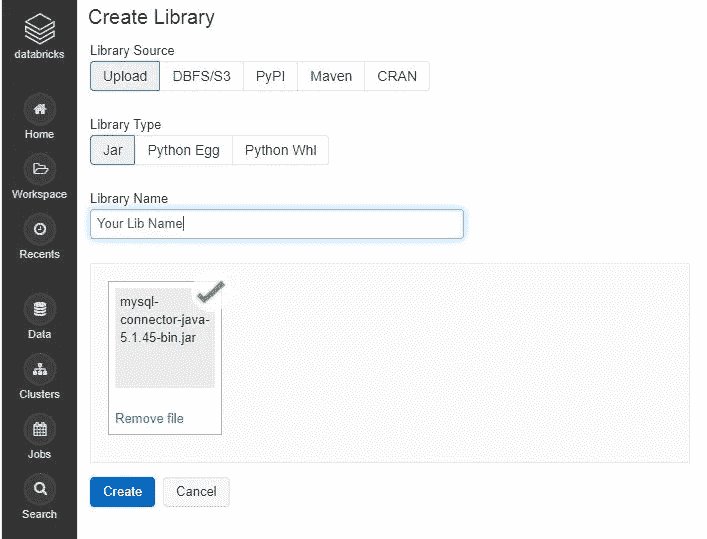 databricks
Home
Workspace
Recents
Data
Clusters
Jobs
Search
Create Library
Library Source
Upload DBFS/S3 PyPI Maven CRAN
Library Type
Jar Python Egg Python Whl
Library Name
Your Lib Name
mysql-
connector-java-
5.1.45-bin.jar
Remove file
Create Cancel